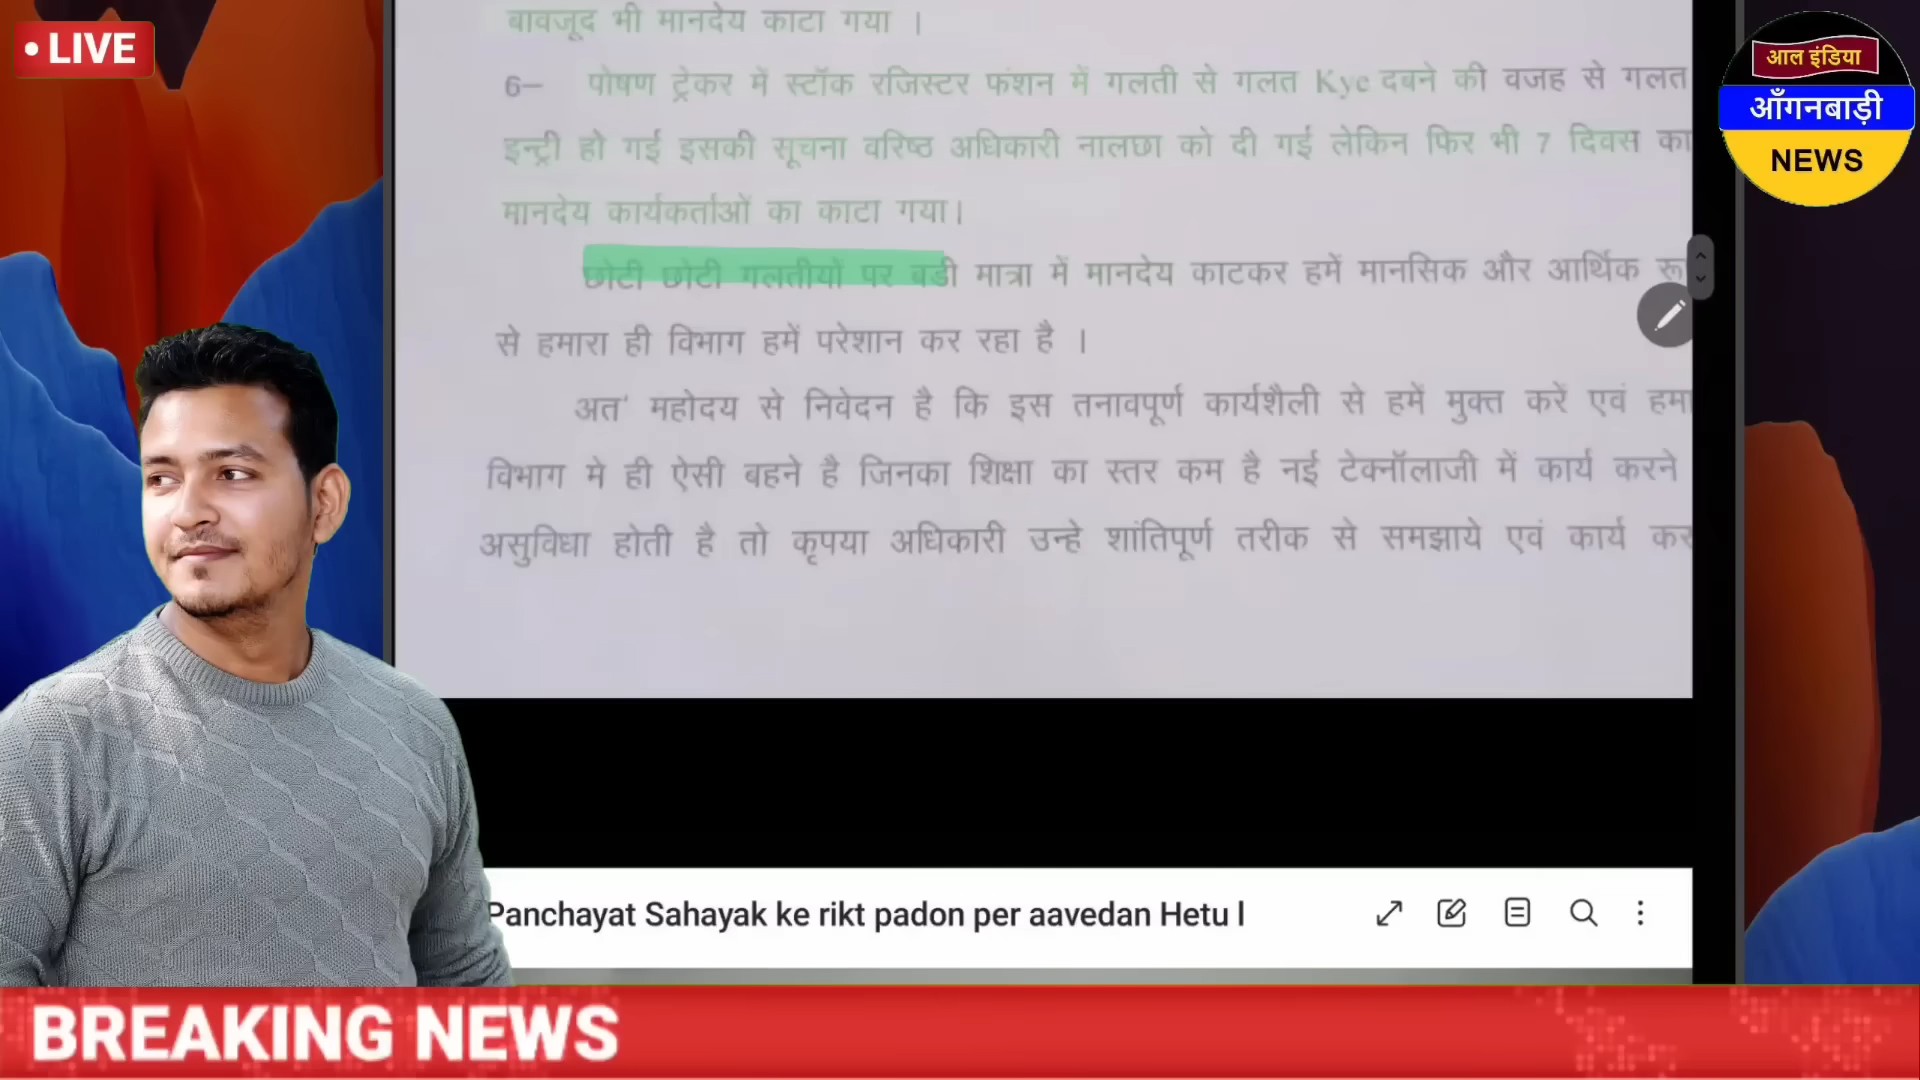 • LIVE
आल इंडिया
आँगनबाड़ी
NEWS
बावजूद भी मानदेय काटा गया ।
6– पोषण ट्रेकर में स्टॉक रजिस्टर फंशन में गलती से गलत Kye दबने की वजह से गलत
इन्ट्री हो गई इसकी सूचना वरिष्ठ अधिकारी नालछा को दी गई लेकिन फिर भी 7 दिवस का
मानदेय कार्यकर्ताओं का काटा गया।
छोटी छोटी गलतीयों पर बडी मात्रा में मानदेय काटकर हमें मानसिक और आर्थिक रू
से हमारा ही विभाग हमें परेशान कर रहा है ।
अत' महोदय से निवेदन है कि इस तनावपूर्ण कार्यशैली से हमें मुक्त करें एवं हमा
विभाग मे ही ऐसी बहने है जिनका शिक्षा का स्तर कम है नई टेक्नॉलाजी में कार्य करने
असुविधा होती है तो कृपया अधिकारी उन्हे शांतिपूर्ण तरीक से समझाये एवं कार्य कर
Panchayat Sahayak ke rikt padon per aavedan Hetu l
BREAKING NEWS